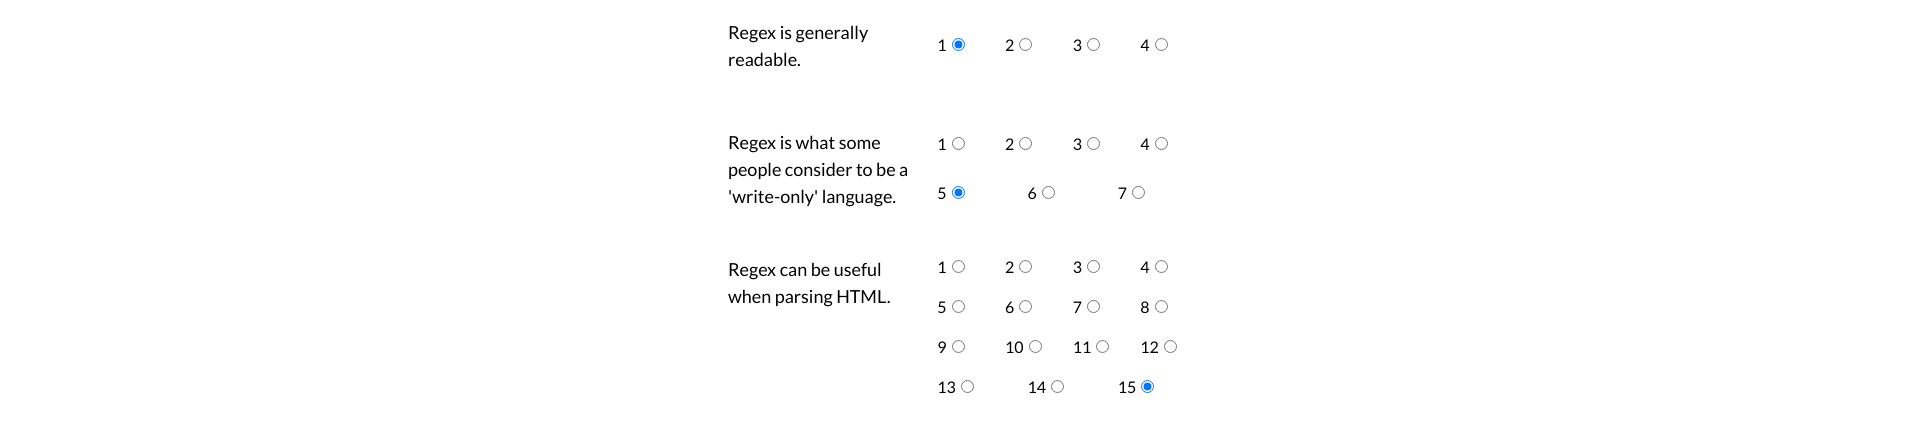 Regex is generally
readable.
1 2 3 4
Regex is what some
people consider to be a
'write-only' language.
1 2 3 4
5 6 7
Regex can be useful
when parsing HTML.
1 2 3 4
5 6 7 8
9 10 11 12
13 14 15